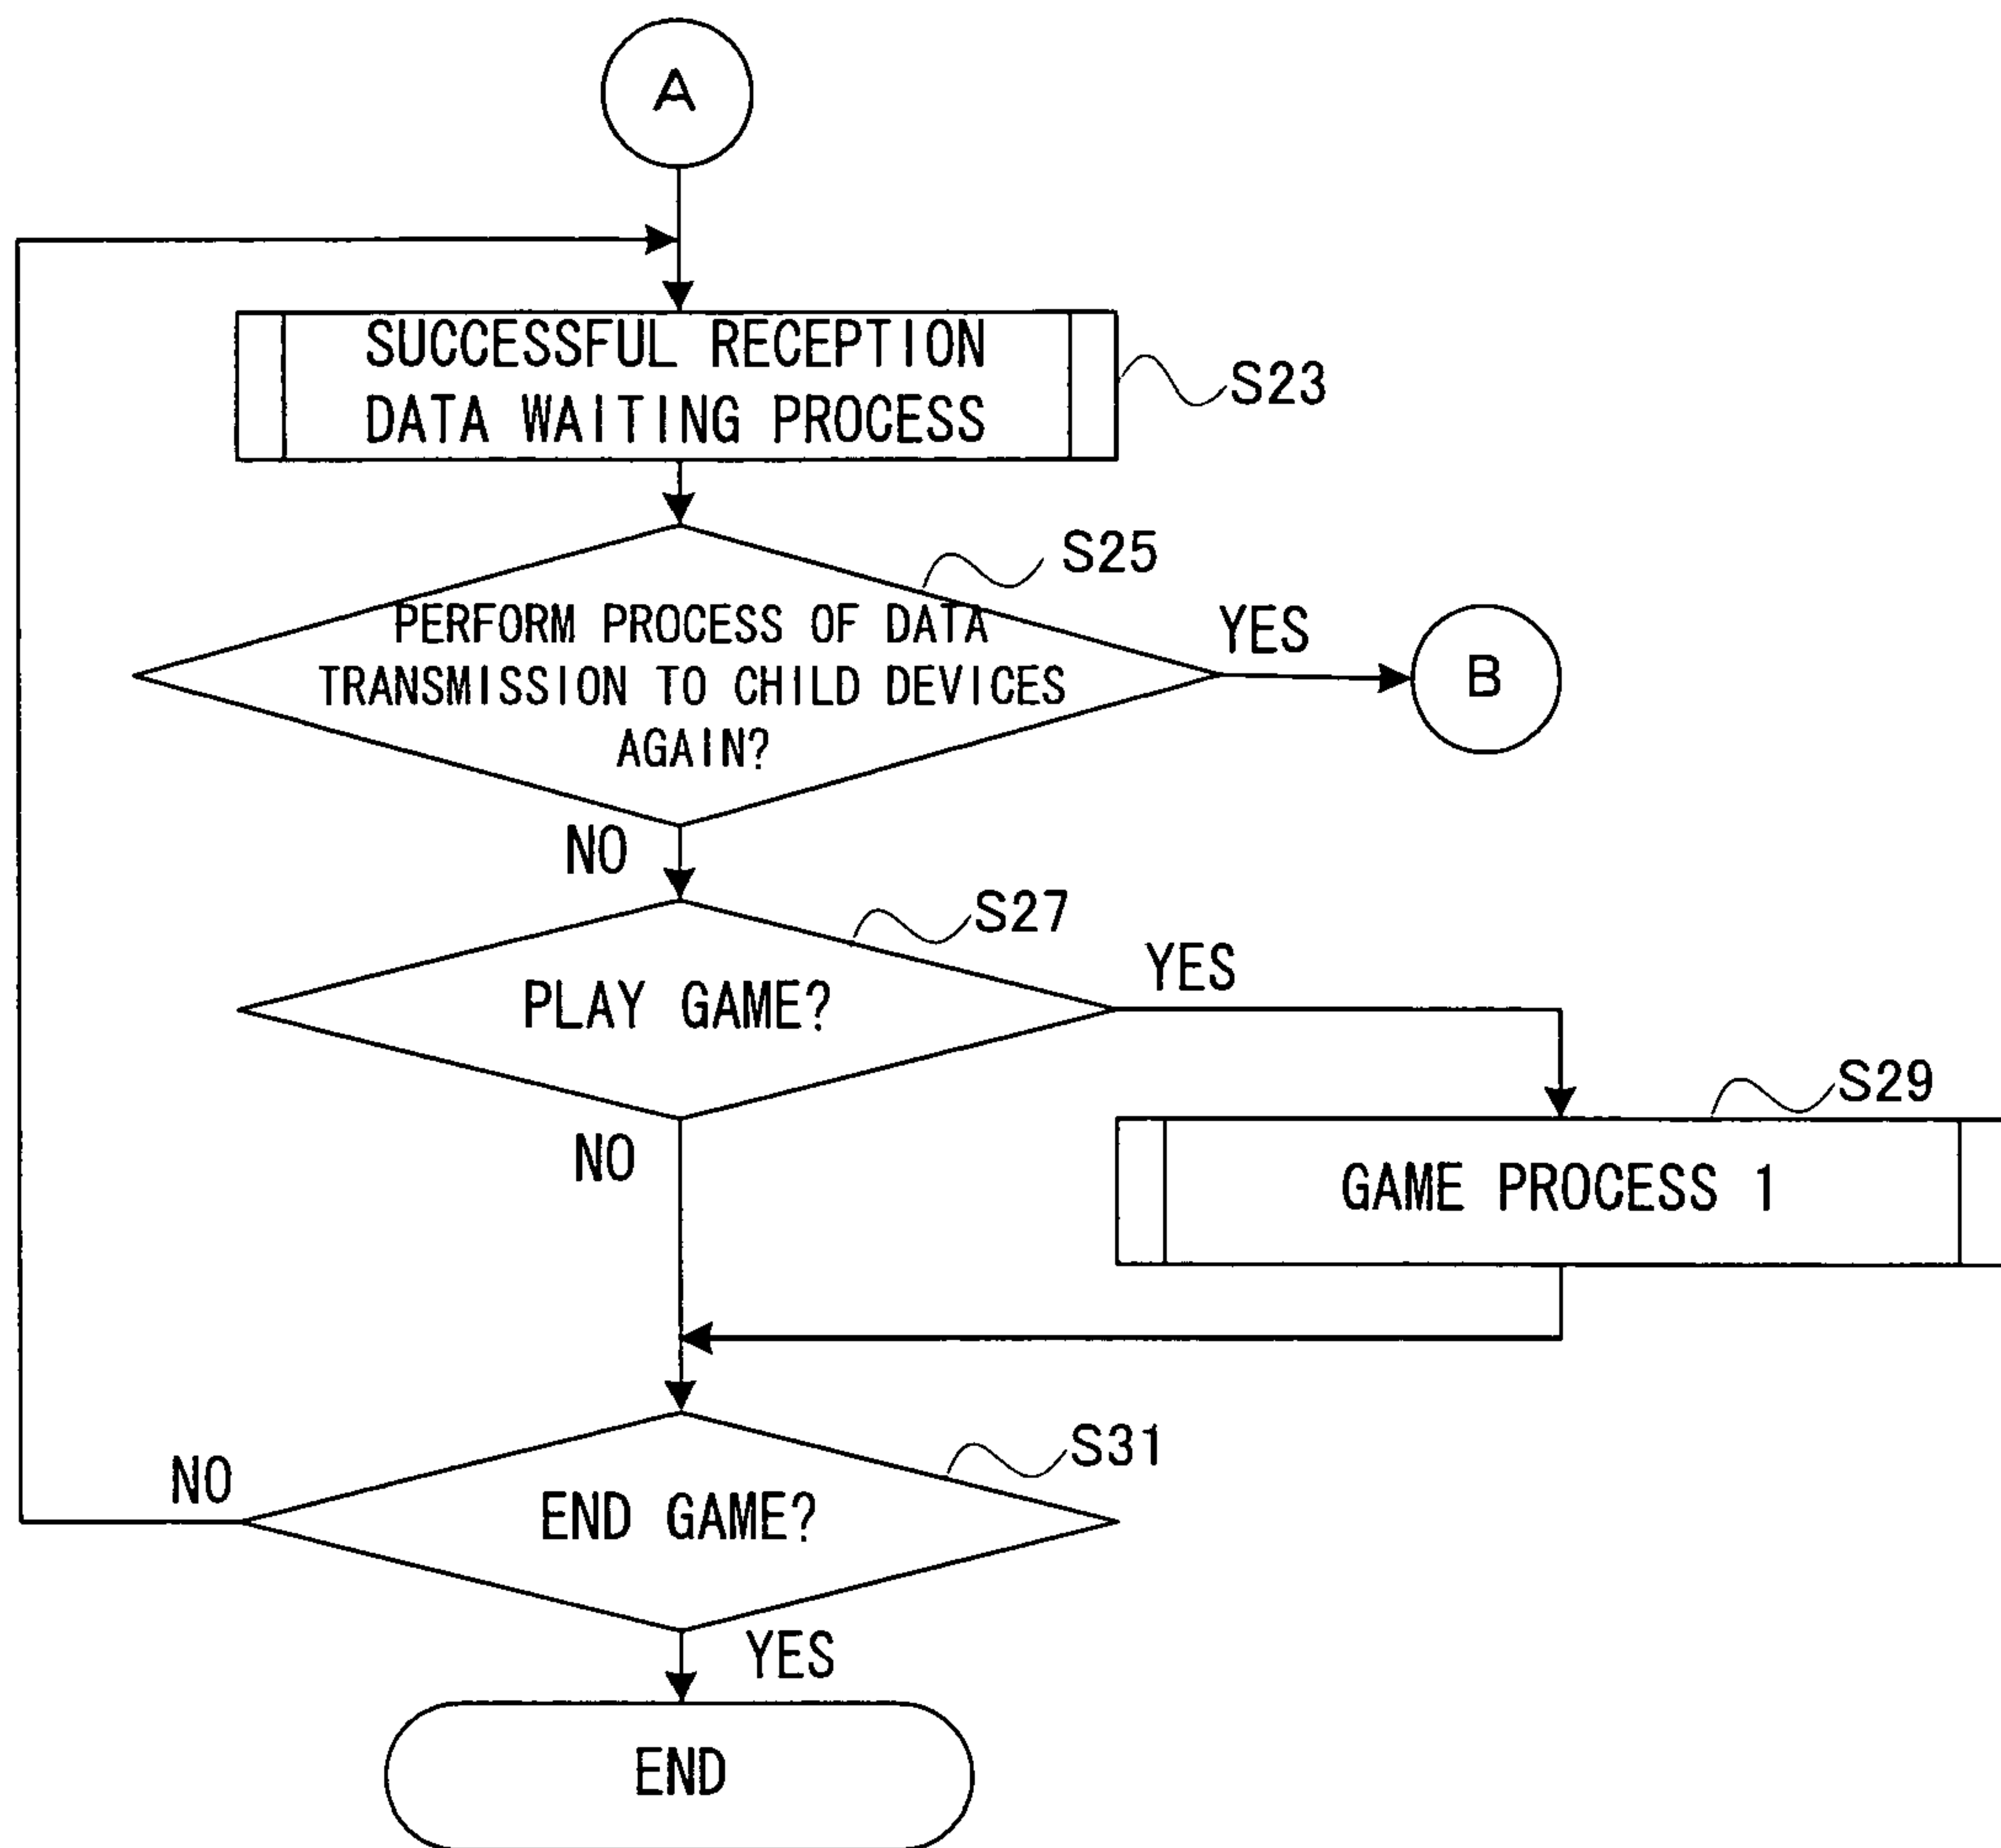 A
SUCCESSFUL RECEPTION
DATA WAITING PROCESS
S23
S25
PERFORM PROCESS OF DATA
TRANSMISSION TO CHILD DEVICES
AGAIN?
YES
B
NO
S27
PLAY GAME?
YES
S29
GAME PROCESS 1
NO
S31
END GAME?
NO
YES
END